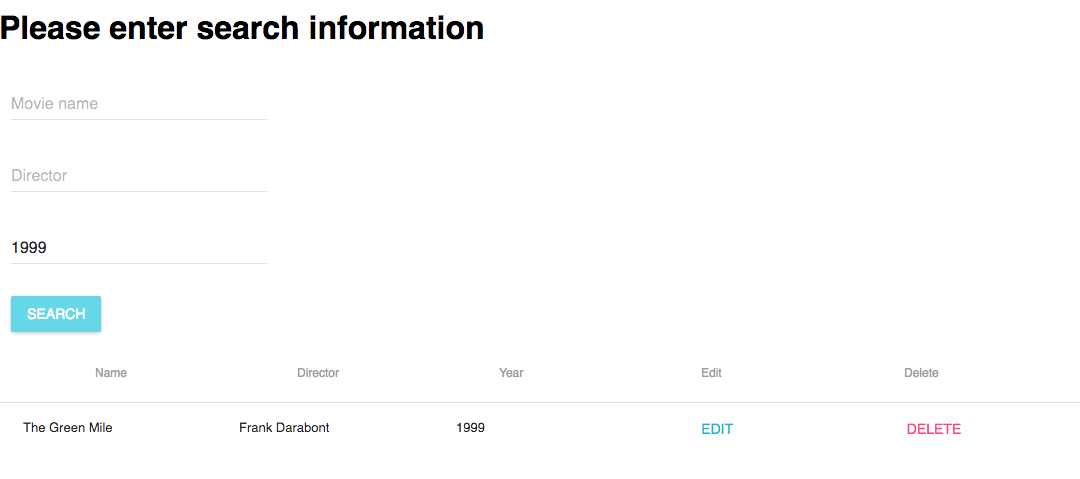 Please enter search information
Movie name
Director
1999
SEARCH
Name Director Year Edit Delete
The Green Mile Frank Darabont 1999 EDIT DELETE